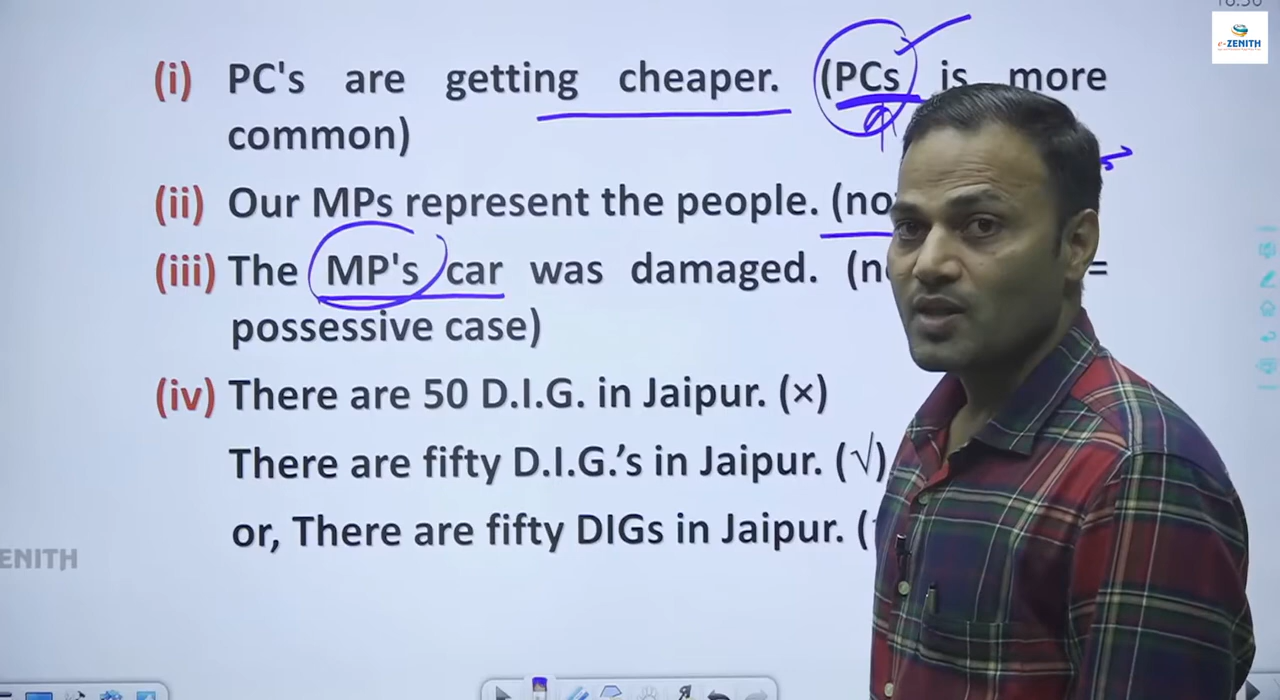 e-ZENITH
(i) PC's are getting cheaper. (PCs is more
common)
(ii) Our MPs represent the people.
(iii) The MP's car was damaged. =
possessive case)
(iv) There are 50 D.I.G. in Jaipur. (×)
There are fifty D.I.G.’s in Jaipur. (√)
or, There are fifty DIGs in Jaipur. (
ENITH